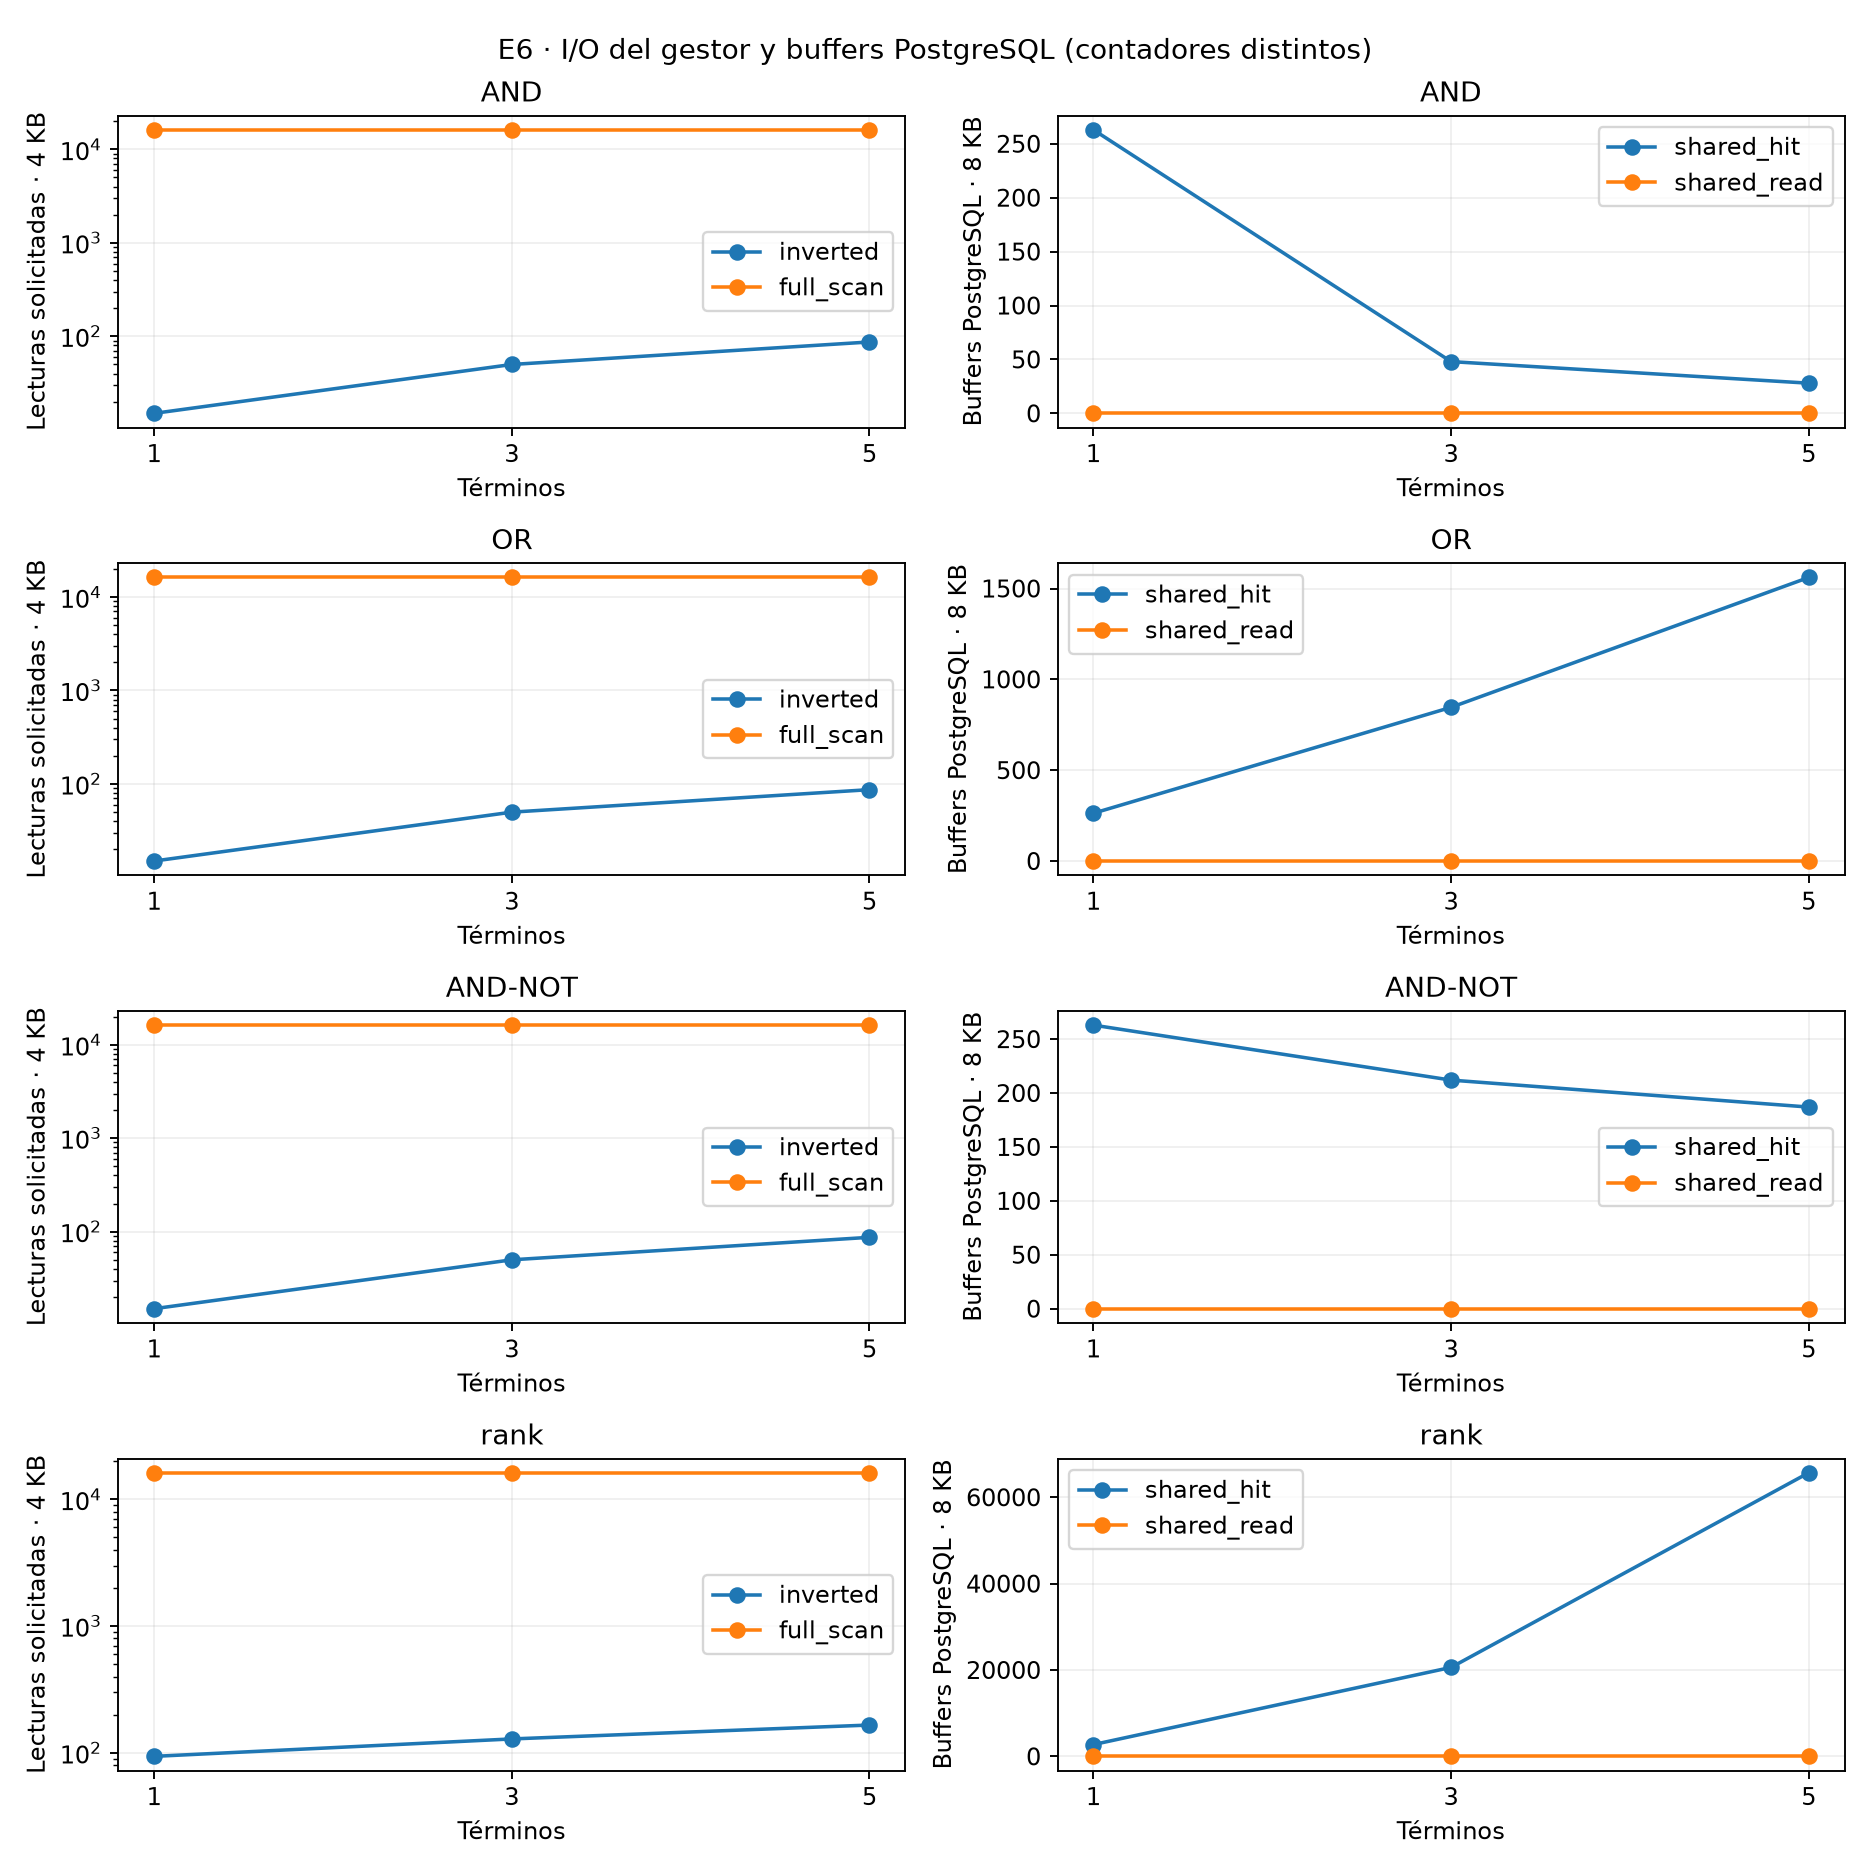 E6 · I/O del gestor y buffers PostgreSQL (contadores distintos)
AND
Lecturas solicitadas · 4 KB
10⁴
10³
10²
inverted
full_scan
1 3 5
Términos
AND
Buffers PostgreSQL · 8 KB
250
200
150
100
50
0
shared_hit
shared_read
1 3 5
Términos
OR
Lecturas solicitadas · 4 KB
10⁴
10³
10²
inverted
full_scan
1 3 5
Términos
OR
Buffers PostgreSQL · 8 KB
1500
1000
500
0
shared_hit
shared_read
1 3 5
Términos
AND-NOT
Lecturas solicitadas · 4 KB
10⁴
10³
10²
inverted
full_scan
1 3 5
Términos
AND-NOT
Buffers PostgreSQL · 8 KB
250
200
150
100
50
0
shared_hit
shared_read
1 3 5
Términos
rank
Lecturas solicitadas · 4 KB
10⁴
10³
10²
inverted
full_scan
1 3 5
Términos
rank
Buffers PostgreSQL · 8 KB
60000
40000
20000
0
shared_hit
shared_read
1 3 5
Términos